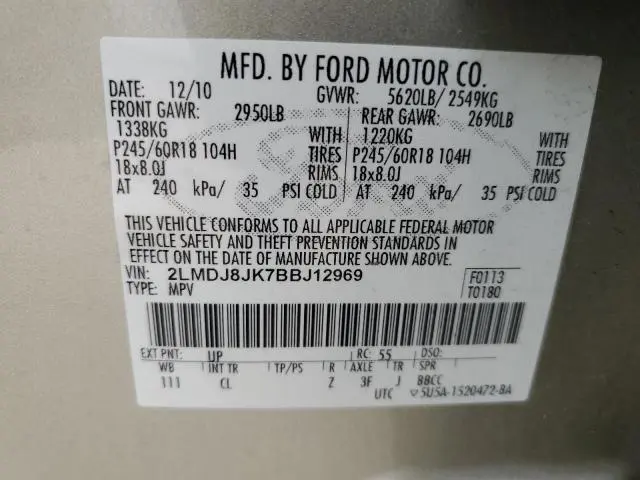 MFD. BY FORD MOTOR CO.
DATE: 12/10 GVWR: 5620LB/ 2549KG
FRONT GAWR: 2950LB REAR GAWR: 2690LB
1338KG WITH 1220KG WITH
P245/60R18 104H TIRES P245/60R18 104H TIRES
18x8.0J RIMS 18x8.0J RIMS
AT 240 kPa/ 35 PSI COLD AT 240 kPa/ 35 PSI COLD
THIS VEHICLE CONFORMS TO ALL APPLICABLE FEDERAL MOTOR
VEHICLE SAFETY AND THEFT PREVENTION STANDARDS IN
EFFECT ON THE DATE OF MANUFACTURE SHOWN ABOVE.
VIN: 2LMDJ8JK7BBJ12969 F0113
TYPE: MPV T0180
EXT PNT: UP RC: 55 DSO:
WB INT TR TP/PS R AXLE TR SPR
111 CL Z 3F J BBCC
UTC ▽5U5A-1520472-BA